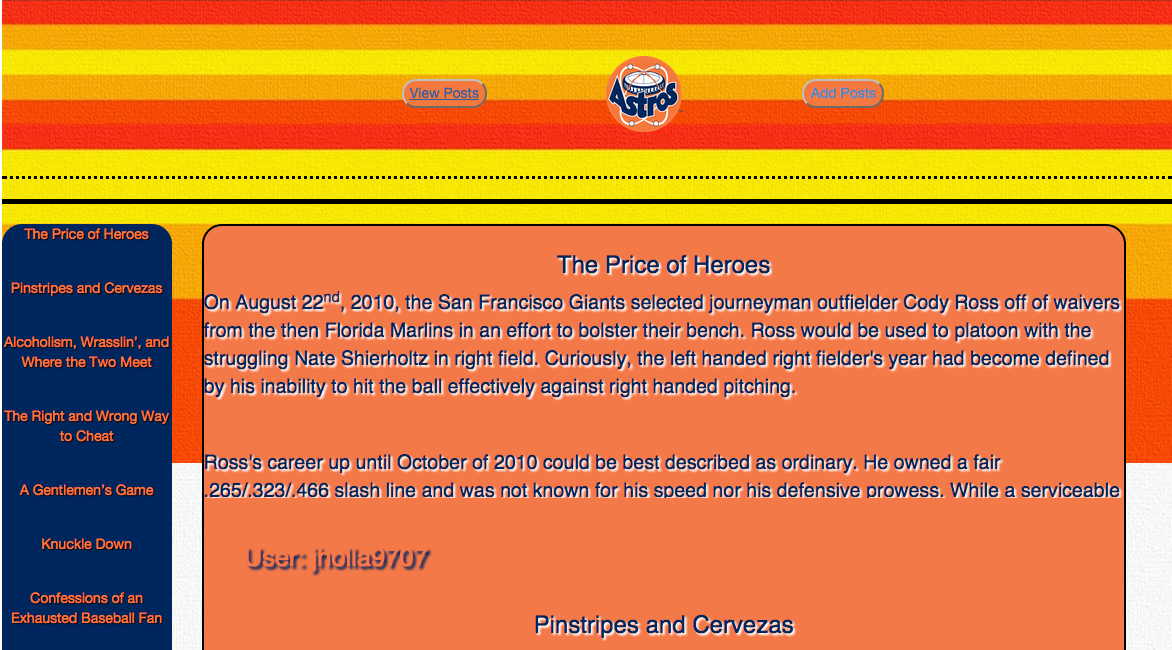 View Posts
Astros
Add Posts
The Price of Heroes
Pinstripes and Cervezas
Alcoholism, Wrasslin', and
Where the Two Meet
The Right and Wrong Way
to Cheat
A Gentlemen's Game
Knuckle Down
Confessions of an
Exhausted Baseball Fan
The Price of Heroes
On August 22nd, 2010, the San Francisco Giants selected journeyman outfielder Cody Ross off of waivers
from the then Florida Marlins in an effort to bolster their bench. Ross would be used to platoon with the
struggling Nate Shierholtz in right field. Curiously, the left handed right fielder's year had become defined
by his inability to hit the ball effectively against right handed pitching.
Ross's career up until October of 2010 could be best described as ordinary. He owned a fair
.265/.323/.466 slash line and was not known for his speed nor his defensive prowess. While a serviceable
User: jholla9707
Pinstripes and Cervezas